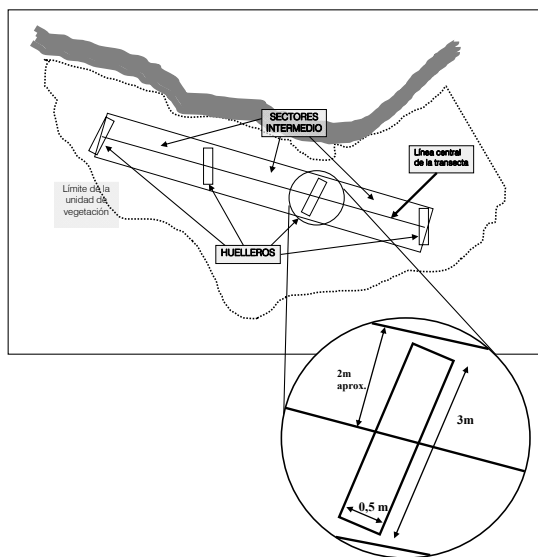 SECTORES
INTERMEDIO
Línea central
de la transecta
Límite de la
unidad de
vegetación
HUELLEROS
2m
aprox.
3m
0,5 m